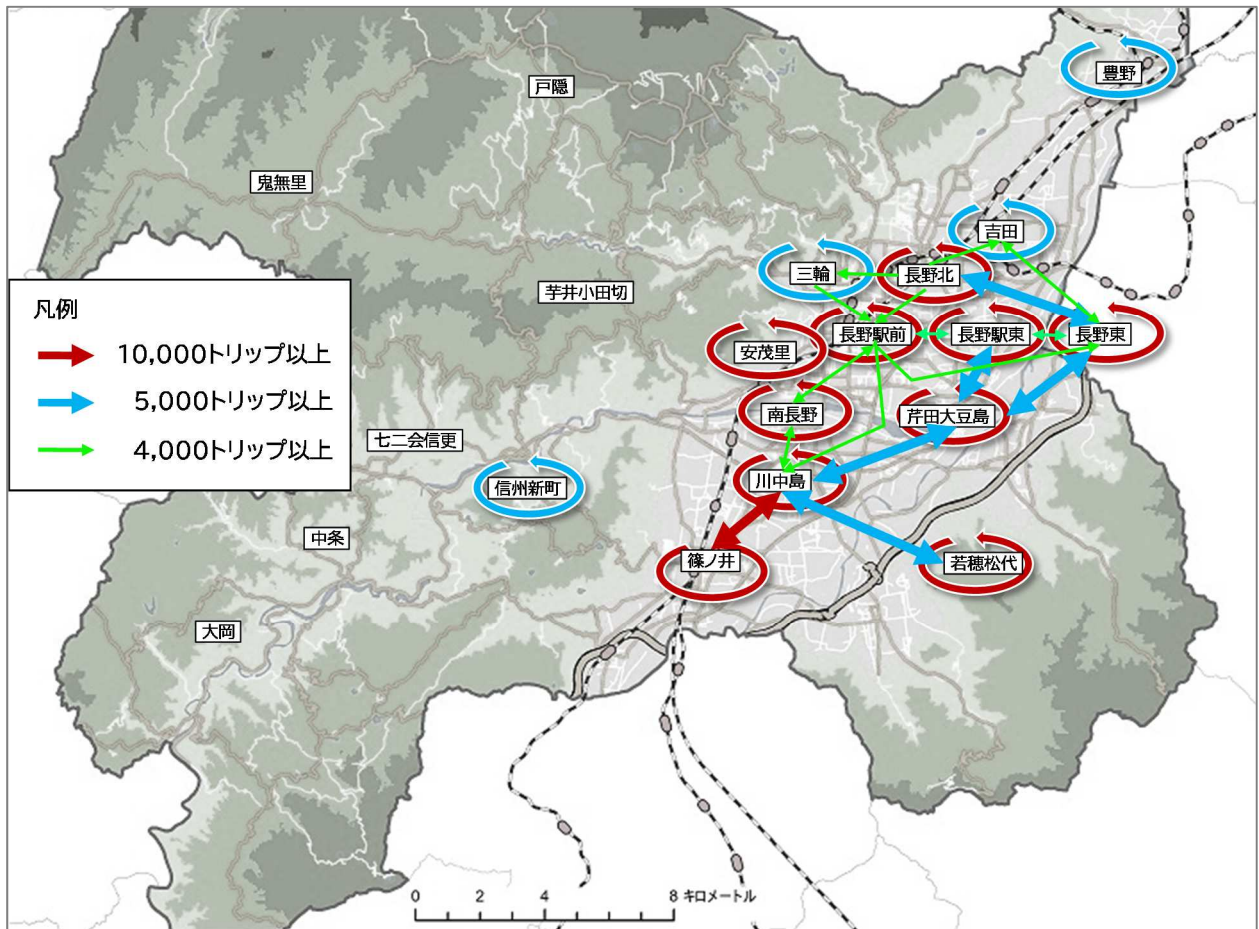 豊野
戸隠
鬼無里
吉田
三輪
長野北
芋井小田切
凡例
10,000トリップ以上
5,000トリップ以上
4,000トリップ以上
長野駅前
長野駅東
長野東
安茂里
南長野
芹田大豆島
七二会信更
信州新町
川中島
中条
篠ノ井
若穂松代
大岡
0 2 4 8 キロメートル